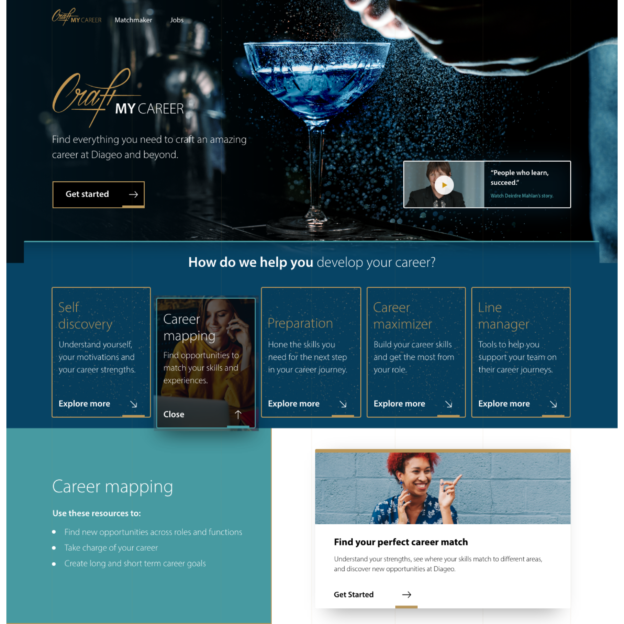 Craft MY CAREER
Matchmaker
Jobs
Craft MY CAREER
Find everything you need to craft an amazing
career at Diageo and beyond.
Get started
"People who learn,
succeed."
How do we help you develop your career?
Self
discovery
Understand yourself,
your motivations and
your career strengths.
Explore more
Career
mapping
Find opportunities to
match your skills and
experiences.
Close
Preparation
Hone the skills you
need for the next step
in your career journey.
Explore more
Career
maximizer
Build your career skills
and get the most from
your role.
Explore more
Line
manager
Tools to help you
support your team on
their career journeys.
Explore more
Career mapping
Use these resources to:
Find new opportunities across roles and functions
Take charge of your career
Create long and short term career goals
Find your perfect career match
Understand your strengths, see where your skills match to different areas,
and discover new opportunities at Diageo.
Get Started